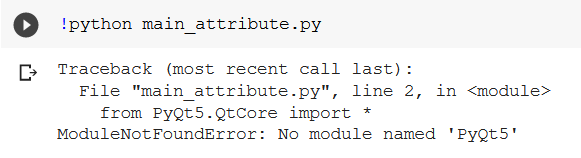 !python main_attribute.py
Traceback (most recent call last):
  File "main_attribute.py", line 2, in <module>
    from PyQt5.QtCore import *
ModuleNotFoundError: No module named 'PyQt5'